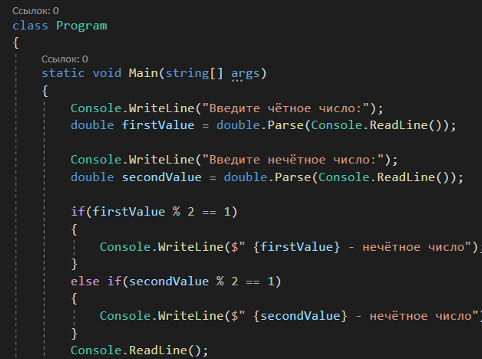 Ссылок: 0
class Program
{
Ссылок: 0
static void Main(string[] args)
{
Console.WriteLine("Введите чётное число:");
double firstValue = double.Parse(Console.ReadLine());
Console.WriteLine("Введите нечётное число:");
double secondValue = double.Parse(Console.ReadLine());
if(firstValue % 2 == 1)
{
Console.WriteLine($" {firstValue} - нечётное число");
}
else if(secondValue % 2 == 1)
{
Console.WriteLine($" {secondValue} - нечётное число"
}
Console.ReadLine();